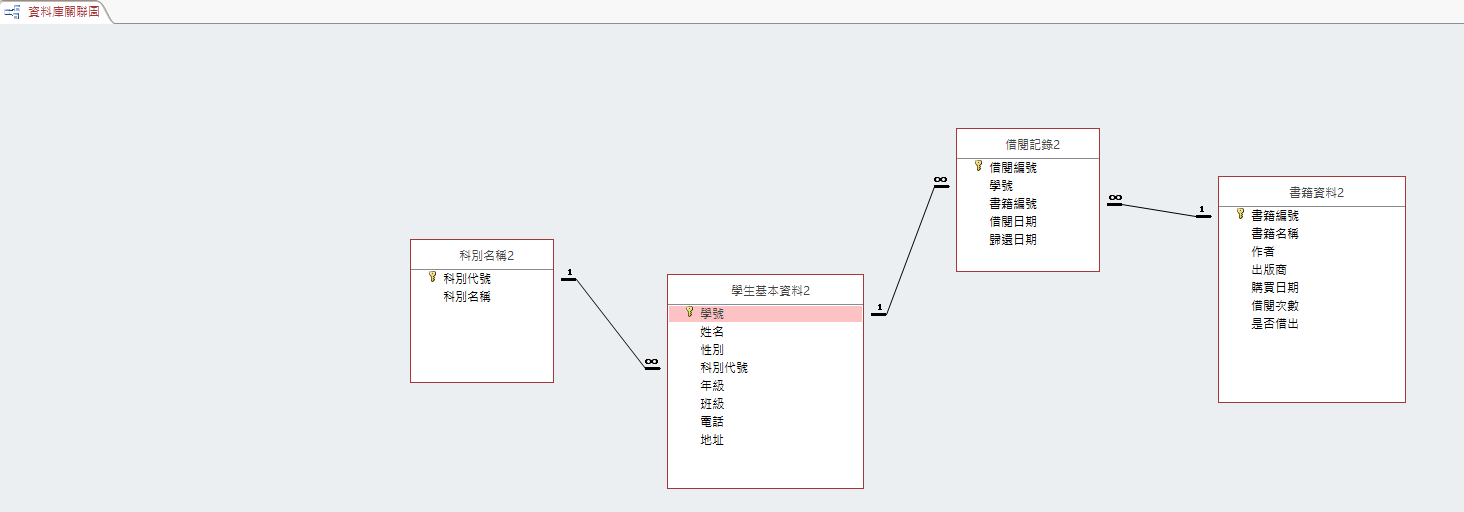 資料庫關聯圖
科別名稱2
科別代號
科別名稱
1
∞
學生基本資料2
學號
姓名
性別
科別代號
年級
班級
電話
地址
1
∞
借閱記錄2
借閱編號
學號
書籍編號
借閱日期
歸還日期
∞
1
書籍資料2
書籍編號
書籍名稱
作者
出版商
購買日期
借閱次數
是否借出